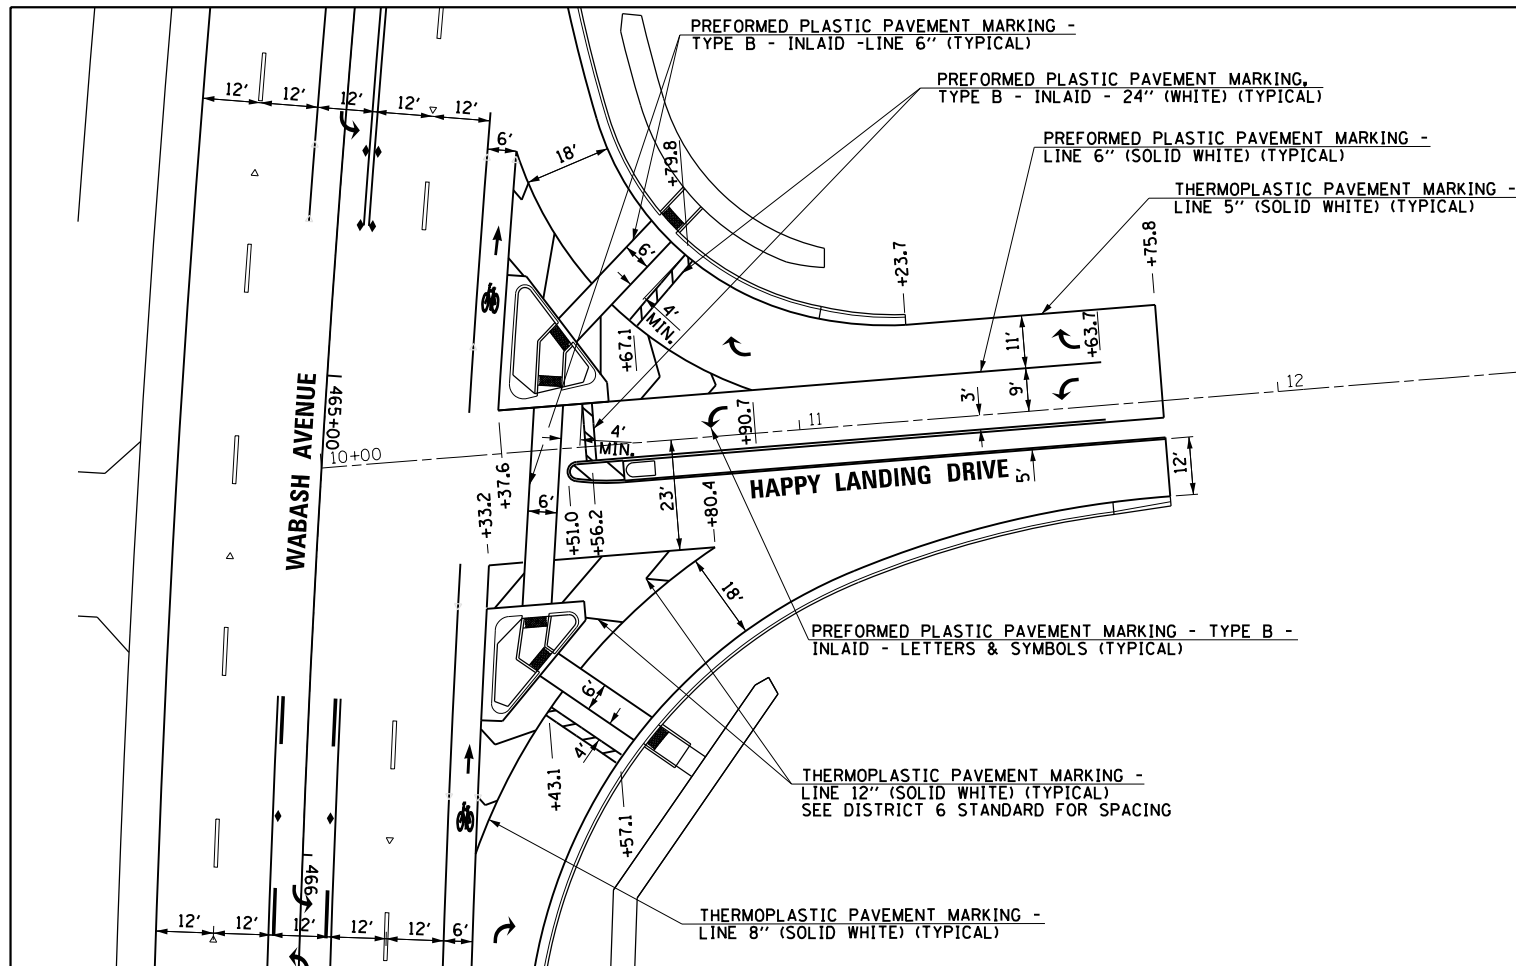 PREFORMED PLASTIC PAVEMENT MARKING -
TYPE B - INLAID -LINE 6" (TYPICAL)
PREFORMED PLASTIC PAVEMENT MARKING,
TYPE B - INLAID - 24" (WHITE) (TYPICAL)
PREFORMED PLASTIC PAVEMENT MARKING -
LINE 6" (SOLID WHITE) (TYPICAL)
THERMOPLASTIC PAVEMENT MARKING -
LINE 5" (SOLID WHITE) (TYPICAL)
12'
12'
12'
12'
12'
6'
18'
+79.8
6'
4'
MIN.
+67.1
+23.7
+75.8
11'
+63.7
9'
3'
12
11
+90.7
WABASH AVENUE
465+00
10+00
4'
MIN.
HAPPY LANDING DRIVE
5'
12'
+33.2
+37.6
6'
+51.0
+56.2
23'
+80.4
18'
PREFORMED PLASTIC PAVEMENT MARKING - TYPE B -
INLAID - LETTERS & SYMBOLS (TYPICAL)
6'
4'
+43.1
+57.1
THERMOPLASTIC PAVEMENT MARKING -
LINE 12" (SOLID WHITE) (TYPICAL)
SEE DISTRICT 6 STANDARD FOR SPACING
466
12'
12'
12'
12'
12'
6'
THERMOPLASTIC PAVEMENT MARKING -
LINE 8" (SOLID WHITE) (TYPICAL)